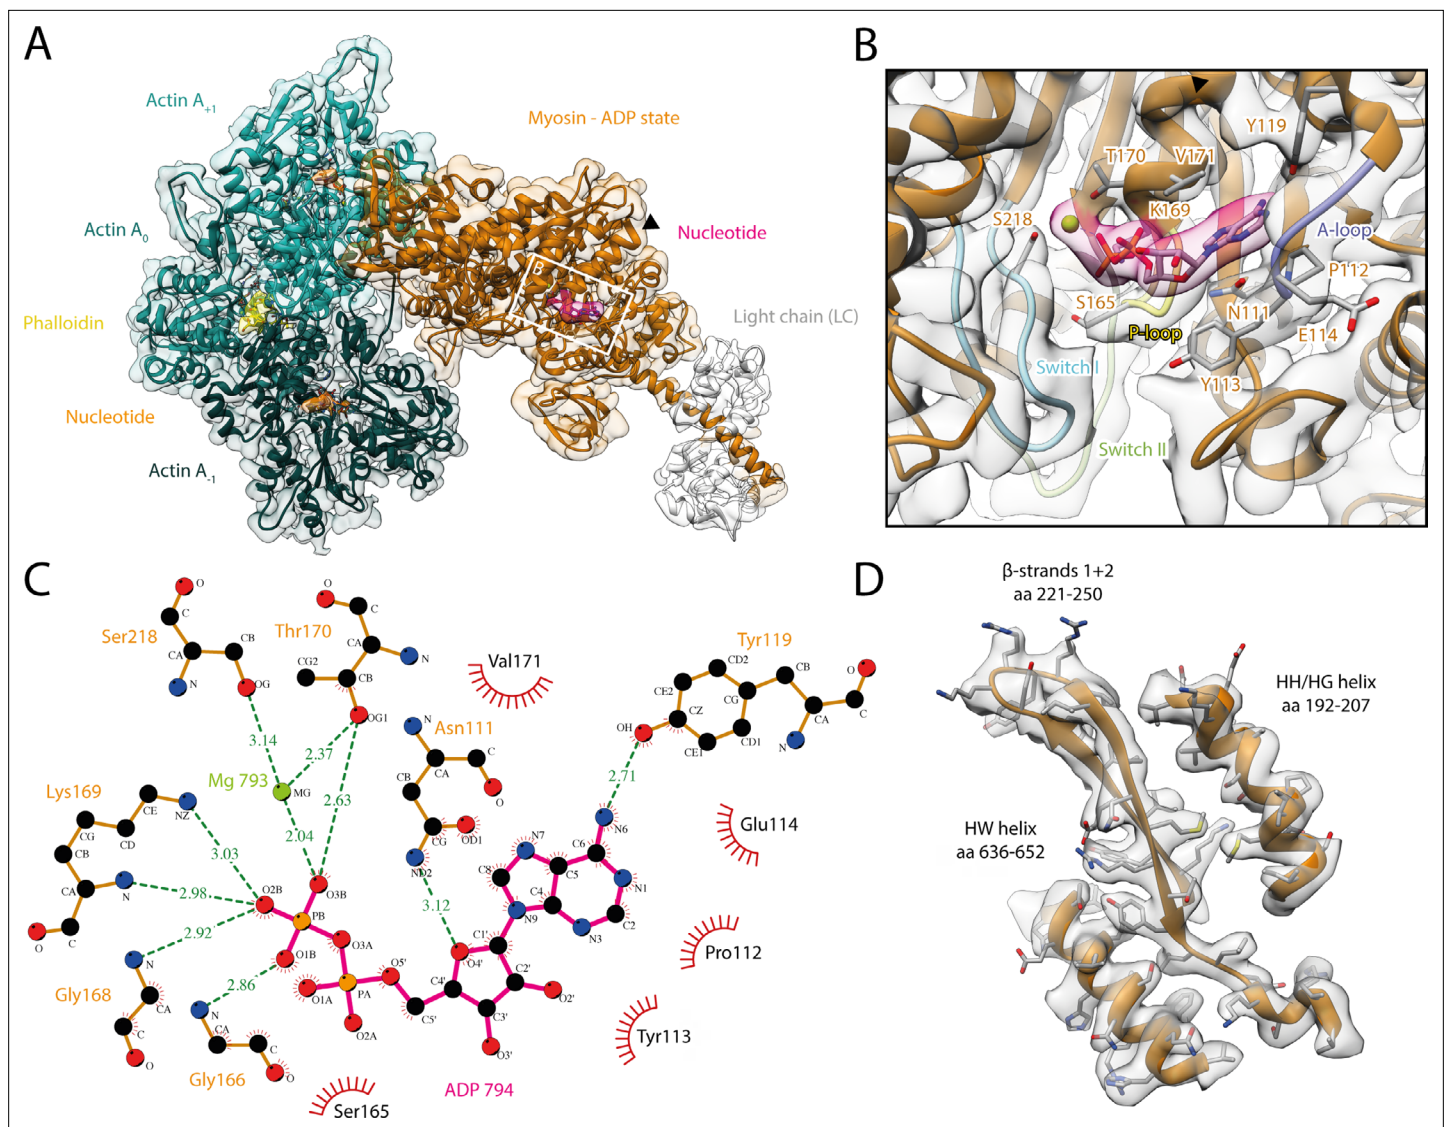 A
Actin A+1
Myosin - ADP state
Actin A0
Nucleotide
B
Phalloidin
Light chain (LC)
Nucleotide
Actin A-1
B
Y119
T170
V171
S218
K169
A-loop
P112
S165
N111
P-loop
E114
Switch I
Y113
Switch II
C
O
C
Ser218
CB
CA
N
OG
O
C
Thr170
CA
CG2
N
CB
OG1
Val171
3.14
2.37
Mg 793
MG
2.63
2.04
Asn111
N
C
CA
CB
O
CG
OD1
ND2
3.12
Tyr119
O
CD2
CB
CE2
CG
C
CA
OH
CZ
CD1
CE1
N
2.71
Glu114
Lys169
CE
NZ
CG
CD
CB
CA
N
C
O
3.03
2.98
2.92
2.86
O2B
O3B
PB
O1B
O3A
O1A
PA
O2A
O5'
C5'
C4'
O4'
C1'
C2'
O2'
C3'
O3'
N6
N7
C6
C8
C5
N1
C4
N9
C2
N3
Pro112
Tyr113
Gly168
N
CA
C
O
Gly166
N
CA
C
O
Ser165
ADP 794
D
β-strands 1+2
aa 221-250
HH/HG helix
aa 192-207
HW helix
aa 636-652